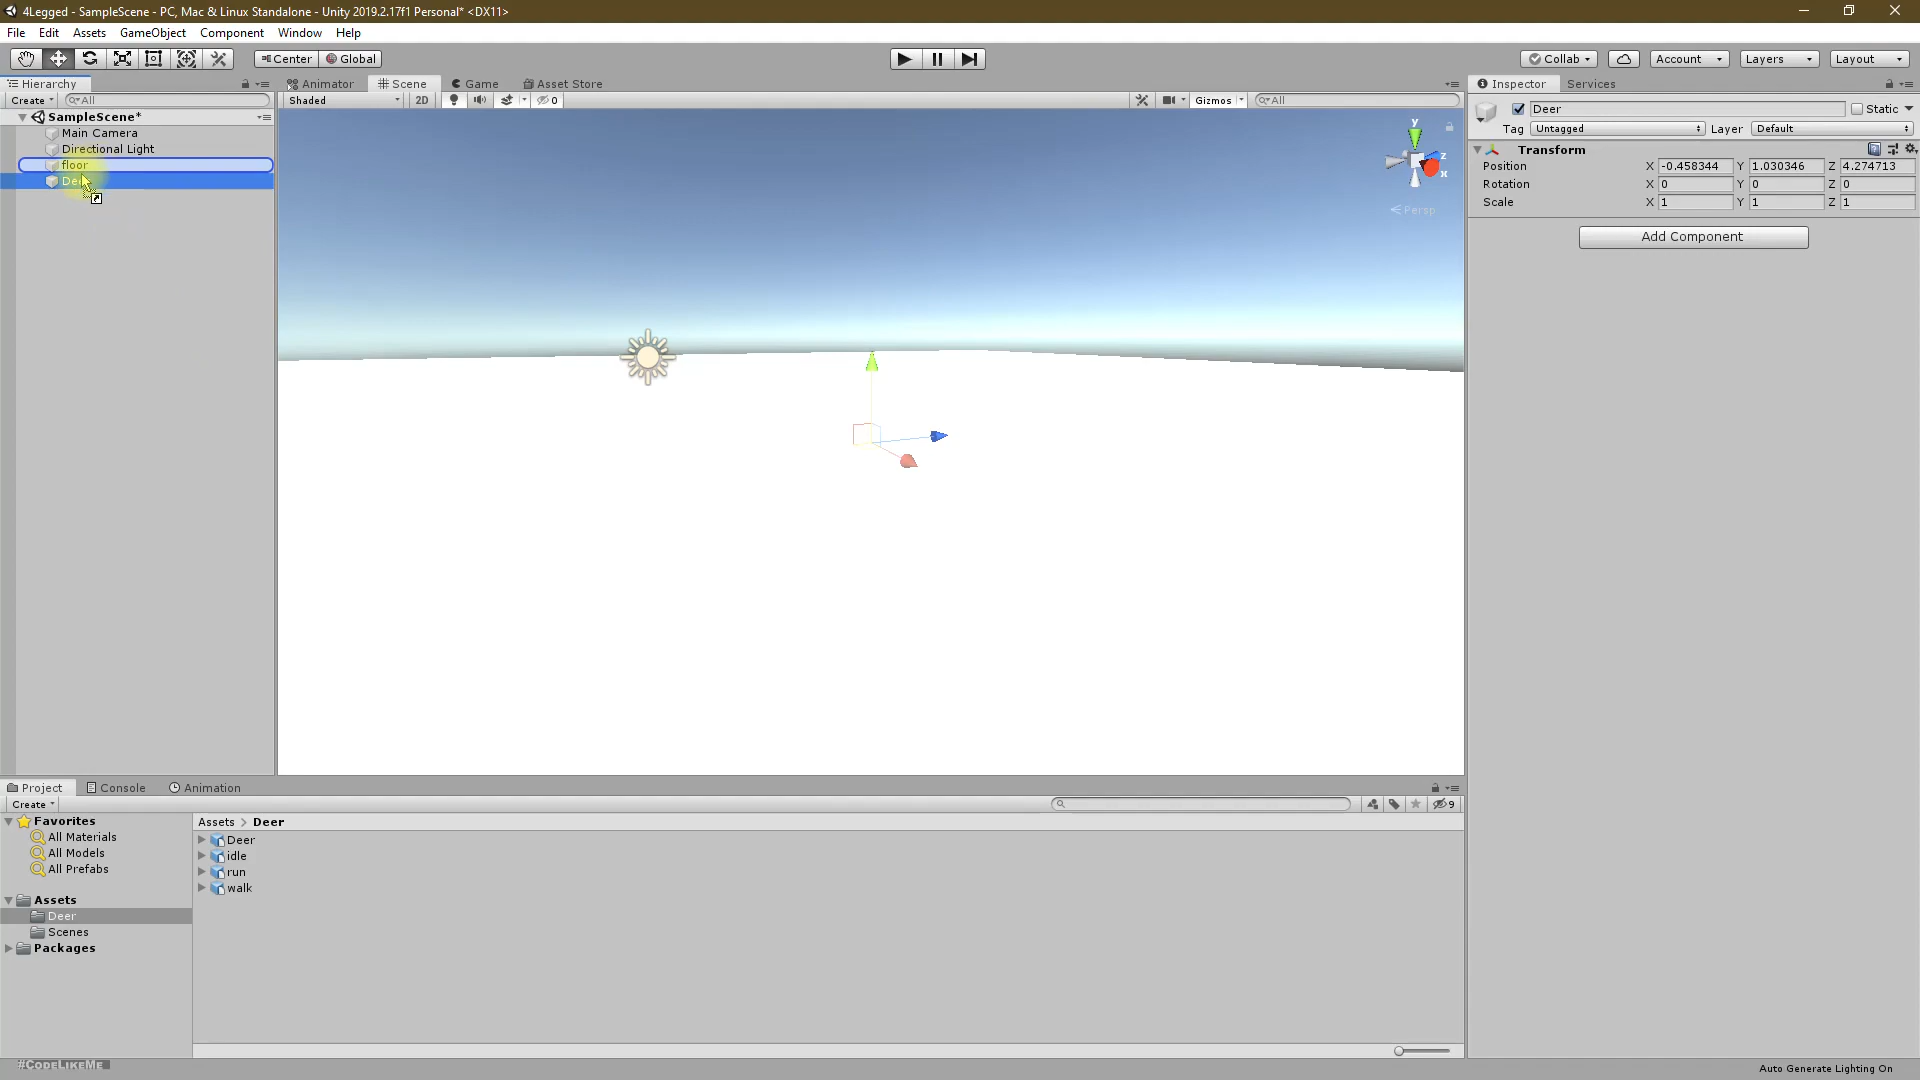 4Legged - SampleScene - PC, Mac & Linux Standalone - Unity 2019.2.17f1 Personal* <DX11>
File Edit Assets GameObject Component Window Help
Center Global Collab Account Layers Layout
Hierarchy Animator Scene Game Asset Store Inspector Services
Create All Shaded 2D 0 Gizmos All Deer Static
SampleScene*
Tag Untagged Layer Default
Main Camera
Directional Light
floor
Transform
Position X -0.458344 Y 1.030346 Z 4.274713
Rotation X 0 Y 0 Z 0
Scale X 1 Y 1 Z 1
y
z
x
Persp
Add Component
Project Console Animation
Create 9
Favorites
All Materials
All Models
All Prefabs
Assets
Deer
Scenes
Packages
Assets > Deer
Deer
idle
run
walk
#CodeLikeMe
Auto Generate Lighting On